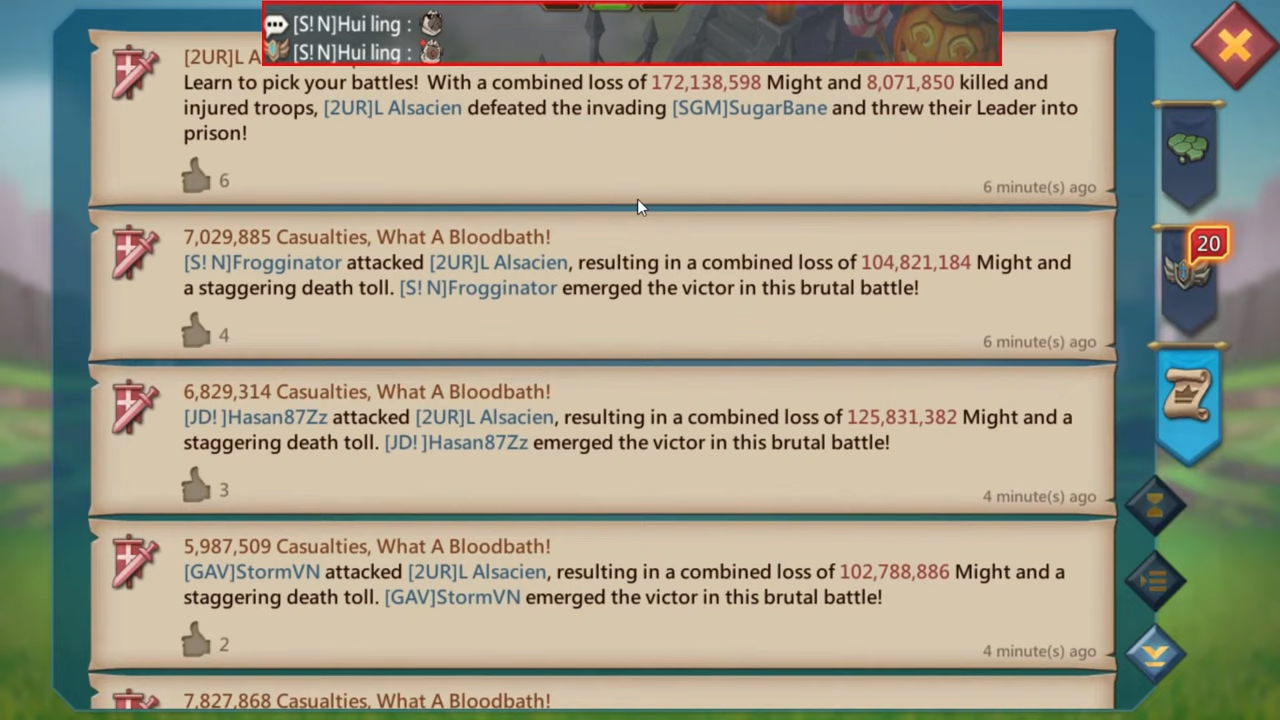 [S! N]Hui ling :
[S! N]Hui ling :
[2UR]L A
Learn to pick your battles! With a combined loss of 172,138,598 Might and 8,071,850 killed and
injured troops, [2UR]L Alsacien defeated the invading [SGM]SugarBane and threw their Leader into
prison!
6
6 minute(s) ago
20
7,029,885 Casualties, What A Bloodbath!
[S! N]Frogginator attacked [2UR]L Alsacien, resulting in a combined loss of 104,821,184 Might and
a staggering death toll. [S! N]Frogginator emerged the victor in this brutal battle!
4
6 minute(s) ago
6,829,314 Casualties, What A Bloodbath!
[JD! ]Hasan87Zz attacked [2UR]L Alsacien, resulting in a combined loss of 125,831,382 Might and a
staggering death toll. [JD! ]Hasan87Zz emerged the victor in this brutal battle!
3
4 minute(s) ago
5,987,509 Casualties, What A Bloodbath!
[GAV]StormVN attacked [2UR]L Alsacien, resulting in a combined loss of 102,788,886 Might and a
staggering death toll. [GAV]StormVN emerged the victor in this brutal battle!
2
4 minute(s) ago
7,827,868 Casualties, What A Bloodbath!